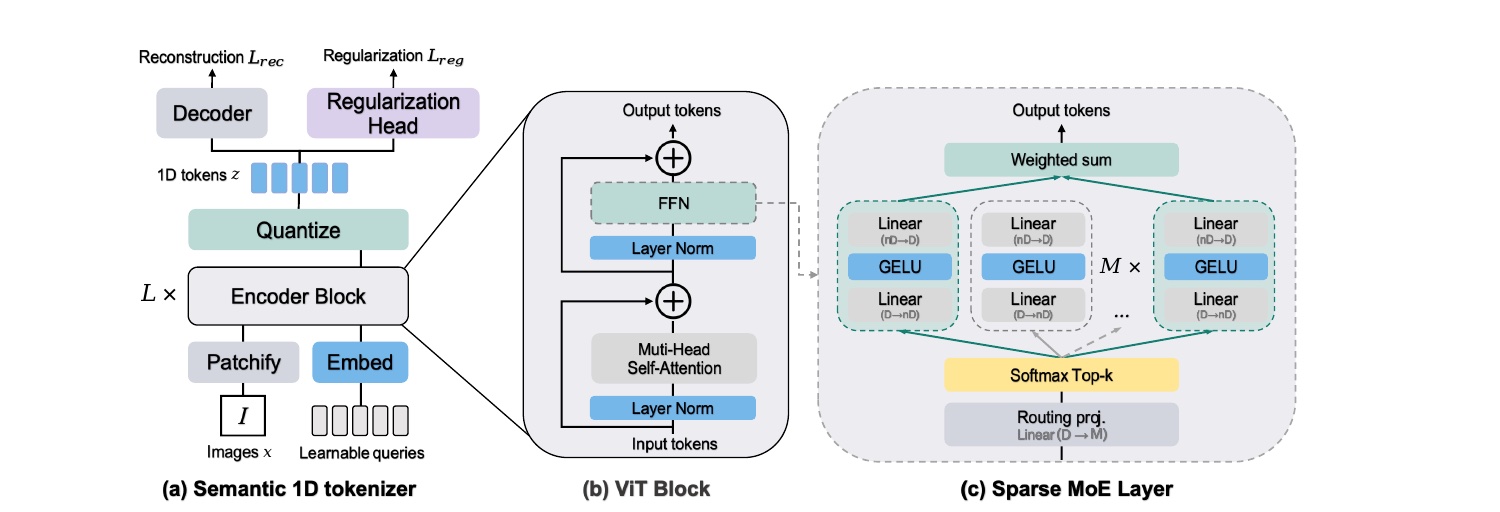 Reconstruction L_rec
Regularization L_reg
Decoder
Regularization
Head
1D tokens z
Quantize
L ×
Encoder Block
Patchify
Embed
I
Images x
Learnable queries
(a) Semantic 1D tokenizer
Output tokens
FFN
Layer Norm
Muti-Head
Self-Attention
Layer Norm
Input tokens
(b) ViT Block
Output tokens
Weighted sum
Linear
(nD→D)
GELU
Linear
(D→nD)
Linear
(nD→D)
GELU
Linear
(D→nD)
M ×
...
Linear
(nD→D)
GELU
Linear
(D→nD)
Softmax Top-k
Routing proj.
Linear(D → M)
(c) Sparse MoE Layer